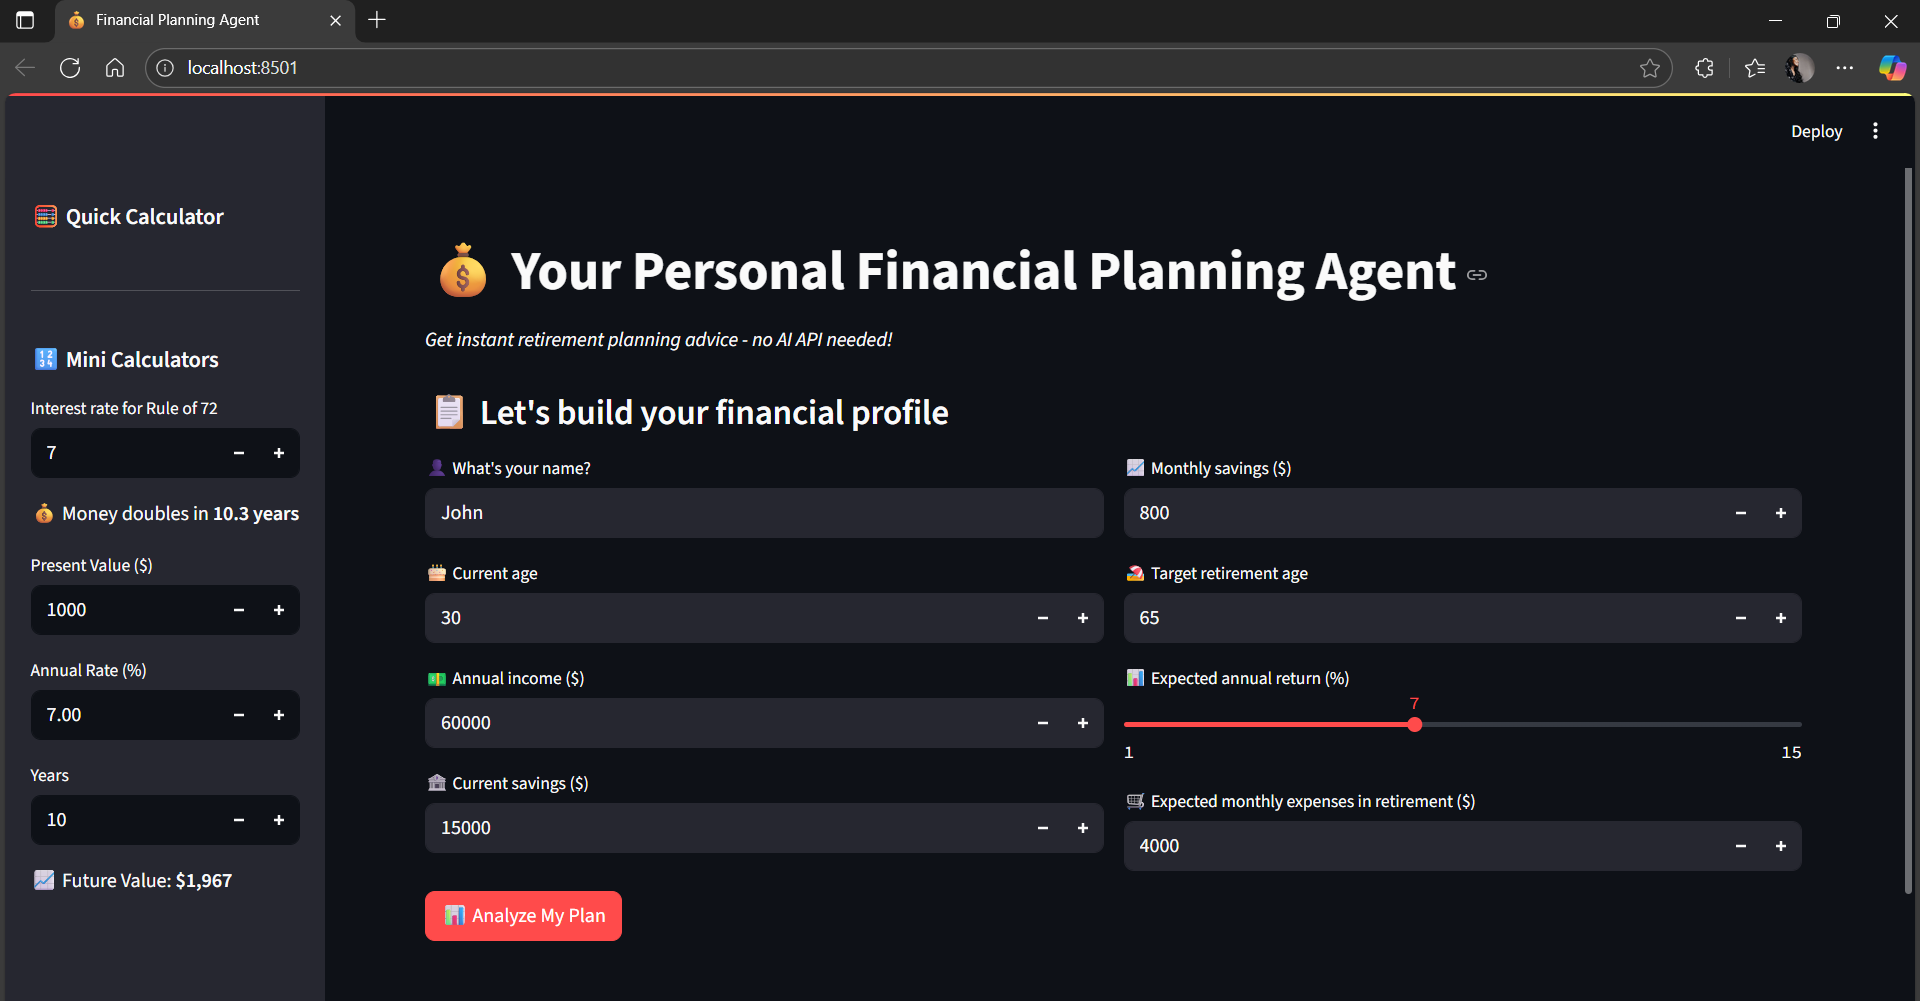 Financial Planning Agent
localhost:8501
Deploy
🧮 Quick Calculator
🔢 Mini Calculators
Interest rate for Rule of 72
7
💰 Money doubles in 10.3 years
Present Value ($)
1000
Annual Rate (%)
7.00
Years
10
📈 Future Value: $1,967
💰 Your Personal Financial Planning Agent
Get instant retirement planning advice - no AI API needed!
📋 Let's build your financial profile
👤 What's your name?
John
🎂 Current age
30
💵 Annual income ($)
60000
🏦 Current savings ($)
15000
📈 Monthly savings ($)
800
🏖️ Target retirement age
65
📊 Expected annual return (%)
7
1 15
🛒 Expected monthly expenses in retirement ($)
4000
📊 Analyze My Plan